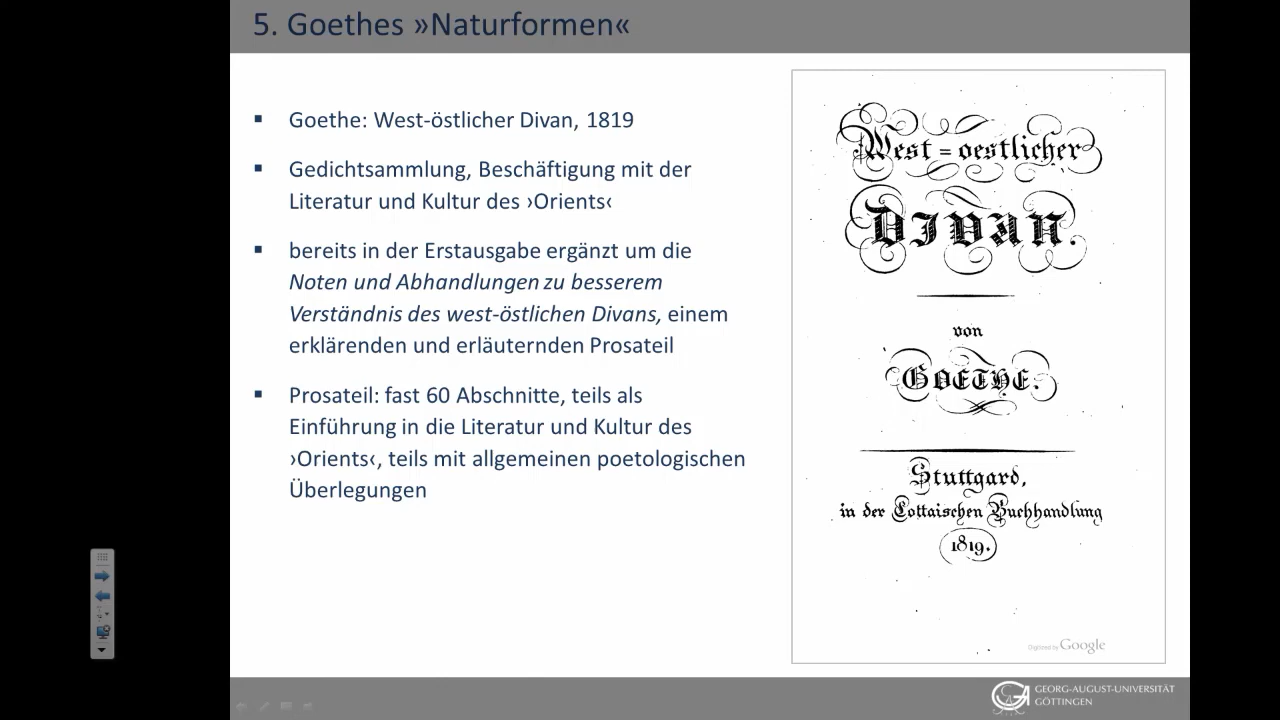 5. Goethes »Naturformen«
▪ Goethe: West-östlicher Divan, 1819
▪ Gedichtsammlung, Beschäftigung mit der
Literatur und Kultur des ›Orients‹
▪ bereits in der Erstausgabe ergänzt um die
Noten und Abhandlungen zu besserem
Verständnis des west-östlichen Divans, einem
erklärenden und erläuternden Prosateil
▪ Prosateil: fast 60 Abschnitte, teils als
Einführung in die Literatur und Kultur des
›Orients‹, teils mit allgemeinen poetologischen
Überlegungen
West=oestlicher
DIVAN.
von
GOETHE.
Stuttgard,
in der Cottaischen Buchhandlung
1819.
Digitized by Google
GEORG-AUGUST-UNIVERSITÄT
GÖTTINGEN